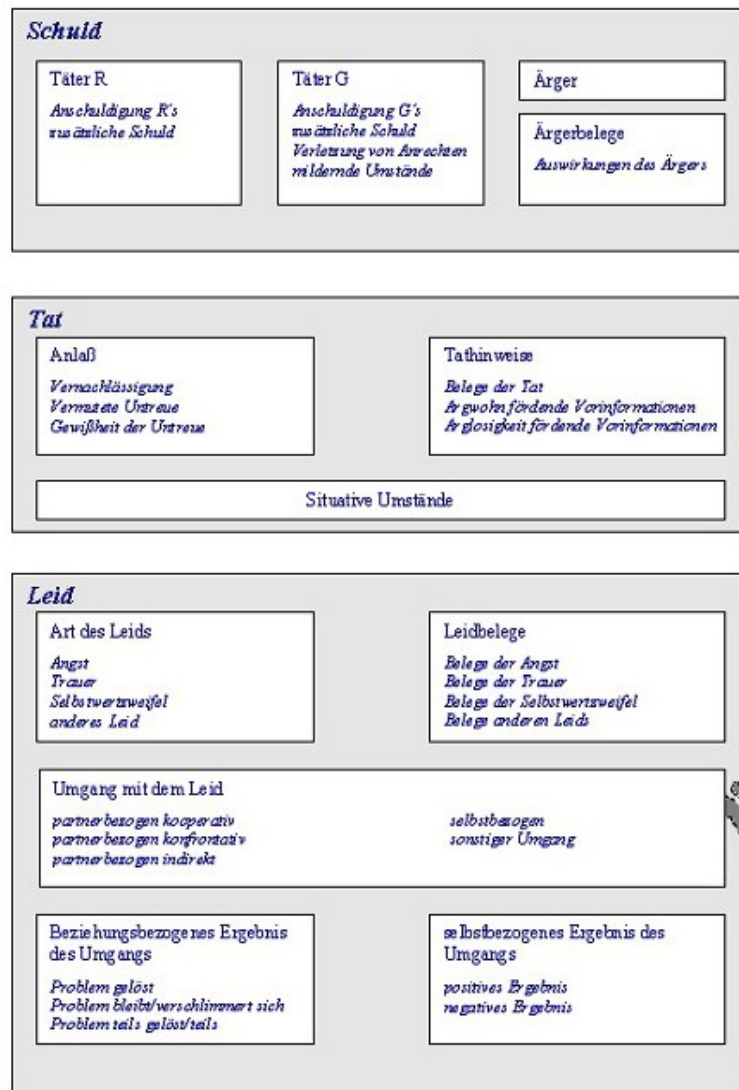 Schuld
Täter R
Anschuldigung R's
zusätzliche Schuld
Täter G
Anschuldigung G's
zusätzliche Schuld
Verletzung von Anrechten
mildernde Umstände
Ärger
Ärgerbelege
Auswirkungen des Ärgers
Tat
Anlaß
Vernachlässigung
Vermutete Untreue
Gewißheit der Untreue
Tathinweise
Belege der Tat
Argwohn fördende Vorinformationen
Arglosigkeit fördende Vorinformationen
Situative Umstände
Leid
Art des Leids
Angst
Trauer
Selbstwertzweifel
anderes Leid
Leidbelege
Belege der Angst
Belege der Trauer
Belege der Selbstwertzweifel
Belege anderen Leids
Umgang mit dem Leid
partnerbezogen kooperativ
partnerbezogen konfrontativ
partnerbezogen indirekt
selbstbezogen
sonstiger Umgang
Beziehungsbezogenes Ergebnis
des Umgangs
Problem gelöst
Problem bleibt/verschlimmert sich
Problem teils gelöst/teils
selbstbezogenes Ergebnis des
Umgangs
positives Ergebnis
negatives Ergebnis